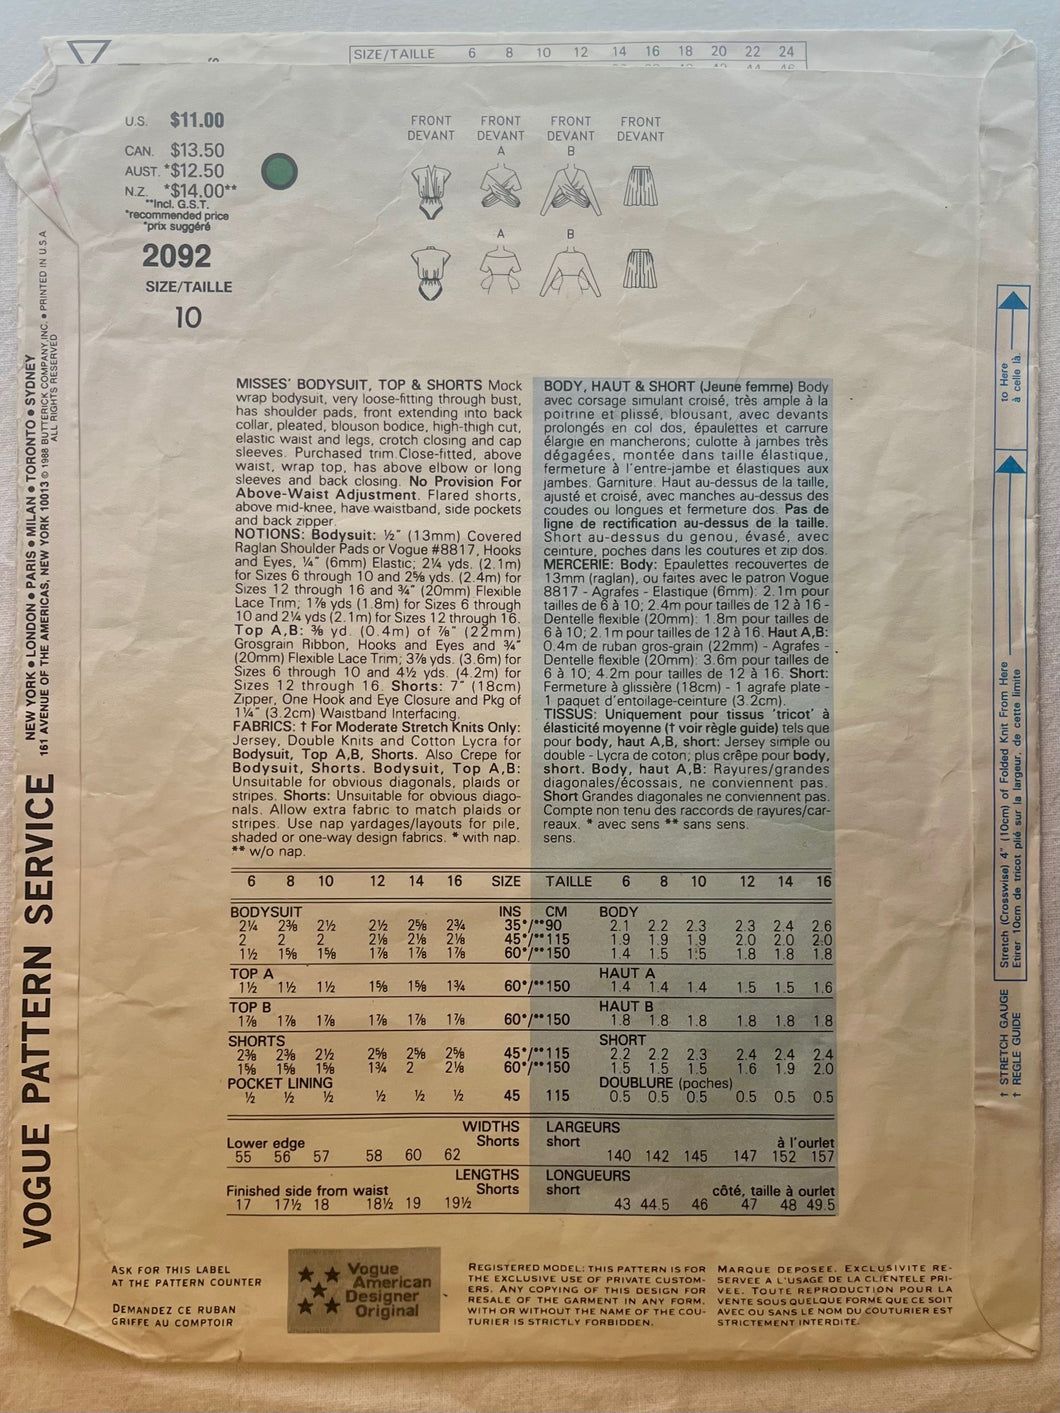 SIZE/TAILLE 6 8 10 12 14 16 18 20 22 24
U.S. $11.00
CAN. $13.50
AUST. *$12.50
N.Z. *$14.00**
**Incl. G.S.T.
*recommended price
*prix suggéré
2092
SIZE/TAILLE
10
FRONT FRONT FRONT FRONT
DEVANT DEVANT DEVANT DEVANT
A B
A B
MISSES' BODYSUIT, TOP & SHORTS Mock
wrap bodysuit, very loose-fitting through bust,
has shoulder pads, front extending into back
collar, pleated, blouson bodice, high-thigh cut,
elastic waist and legs, crotch closing and cap
sleeves. Purchased trim. Close-fitted, above
waist, wrap top, has above elbow or long
sleeves and back closing. No Provision For
Above-Waist Adjustment. Flared shorts,
above mid-knee, have waistband, side pockets
and back zipper.
NOTIONS: Bodysuit: ½" (13mm) Covered
Raglan Shoulder Pads or Vogue #8817, Hooks
and Eyes, ¼" (6mm) Elastic; 2¼ yds. (2.1m)
for Sizes 6 through 10 and 2⅝ yds. (2.4m) for
Sizes 12 through 16 and ¾" (20mm) Flexible
Lace Trim; 1⅞ yds (1.8m) for Sizes 6 through
10 and 2¼ yds (2.1m) for Sizes 12 through 16.
Top A,B: ⅜ yd. (0.4m) of ⅞" (22mm)
Grosgrain Ribbon, Hooks and Eyes and ¾"
(20mm) Flexible Lace Trim; 3⅞ yds. (3.6m) for
Sizes 6 through 10 and 4½ yds. (4.2m) for
Sizes 12 through 16. Shorts: 7" (18cm)
Zipper, One Hook and Eye Closure and Pkg of
1¼" (3.2cm) Waistband Interfacing.
FABRICS: † For Moderate Stretch Knits Only:
Jersey, Double Knits and Cotton Lycra for
Bodysuit, Top A,B, Shorts. Also Crepe for
Bodysuit, Shorts. Bodysuit, Top A,B:
Unsuitable for obvious diagonals, plaids or
stripes. Shorts: Unsuitable for obvious diago-
nals. Allow extra fabric to match plaids or
stripes. Use nap yardages/layouts for pile,
shaded or one-way design fabrics. * with nap.
** w/o nap.
BODY, HAUT & SHORT (Jeune femme) Body
avec corsage simulant croisé, très ample à la
poitrine et plissé, blousant, avec devants
prolongés en col dos, épaulettes et carrure
élargie en mancherons; culotte à jambes très
dégagées, montée dans taille élastique,
fermeture à l'entre-jambe et élastiques aux
jambes. Garniture. Haut au-dessus de la taille,
ajusté et croisé, avec manches au-dessus des
coudes ou longues et fermeture dos. Pas de
ligne de rectification au-dessus de la taille.
Short au-dessus du genou, évasé, avec
ceinture, poches dans les coutures et zip dos.
MERCERIE: Body: Epaulettes recouvertes de
13mm (raglan), ou faites avec le patron Vogue
8817 - Agrafes - Elastique (6mm): 2.1m pour
tailles de 6 à 10; 2.4m pour tailles de 12 à 16 -
Dentelle flexible (20mm): 1.8m pour tailles de
6 à 10; 2.1m pour tailles de 12 à 16. Haut A,B:
0.4m de ruban gros-grain (22mm) - Agrafes -
Dentelle flexible (20mm): 3.6m pour tailles de
6 à 10; 4.2m pour tailles de 12 à 16. Short:
Fermeture à glissière (18cm) - 1 agrafe plate -
1 paquet d'entoilage-ceinture (3.2cm).
TISSUS: Uniquement pour tissus 'tricot' à
élasticité moyenne († voir règle guide) tels que
pour body, haut A,B, short: Jersey simple ou
double - Lycra de coton; plus crêpe pour body,
short. Body, haut A,B: Rayures/grandes
diagonales/écossais, ne conviennent pas.
Short Grandes diagonales ne conviennent pas.
Compte non tenu des raccords de rayures/car-
reaux. * avec sens ** sans sens.
sens.
6 8 10 12 14 16 SIZE TAILLE 6 8 10 12 14 16
BODYSUIT INS CM BODY
2¼ 2⅜ 2½ 2½ 2⅝ 2¾ 35*/**90 2.1 2.2 2.3 2.3 2.4 2.6
2 2 2 2⅛ 2⅛ 2⅛ 45*/**115 1.9 1.9 1.9 2.0 2.0 2.0
1½ 1⅝ 1⅝ 1⅞ 1⅞ 1⅞ 60*/**150 1.4 1.5 1.5 1.8 1.8 1.8
TOP A HAUT A
1½ 1½ 1½ 1⅝ 1⅝ 1¾ 60*/**150 1.4 1.4 1.4 1.5 1.5 1.6
TOP B HAUT B
1⅞ 1⅞ 1⅞ 1⅞ 1⅞ 1⅞ 60*/**150 1.8 1.8 1.8 1.8 1.8 1.8
SHORTS SHORT
2⅜ 2⅜ 2½ 2⅝ 2⅝ 2⅝ 45*/**115 2.2 2.2 2.3 2.4 2.4 2.4
1⅝ 1⅝ 1⅝ 1¾ 2 2⅛ 60*/**150 1.5 1.5 1.5 1.6 1.9 2.0
POCKET LINING DOUBLURE (poches)
½ ½ ½ ½ ½ ½ 45 115 0.5 0.5 0.5 0.5 0.5 0.5
WIDTHS LARGEURS
Lower edge Shorts short à l'ourlet
55 56 57 58 60 62 140 142 145 147 152 157
LENGTHS LONGUEURS
Finished side from waist Shorts short côté, taille à ourlet
17 17½ 18 18½ 19 19½ 43 44.5 46 47 48 49.5
ASK FOR THIS LABEL
AT THE PATTERN COUNTER
DEMANDEZ CE RUBAN
GRIFFE AU COMPTOIR
Vogue
American
Designer
Original
REGISTERED MODEL: THIS PATTERN IS FOR
THE EXCLUSIVE USE OF PRIVATE CUSTOM-
ERS. ANY COPYING OF THIS DESIGN FOR
RESALE OF THE GARMENT IN ANY FORM,
WITH OR WITHOUT THE NAME OF THE COU-
TURIER IS STRICTLY FORBIDDEN.
MARQUE DEPOSEE. EXCLUSIVITE RE-
SERVEE A L'USAGE DE LA CLIENTELE PRI-
VEE. TOUTE REPRODUCTION POUR LA
VENTE SOUS QUELQUE FORME QUE CE SOIT
AVEC OU SANS LE NOM DU COUTURIER EST
STRICTEMENT INTERDITE.
VOGUE PATTERN SERVICE
NEW YORK • LONDON • PARIS • MILAN • TORONTO • SYDNEY
161 AVENUE OF THE AMERICAS, NEW YORK 10013 © 1988 BUTTERICK COMPANY, INC. • PRINTED IN U.S.A
ALL RIGHTS RESERVED
† STRETCH GAUGE
† REGLE GUIDE
Stretch (Crosswise) 4" (10cm) of Folded Knit From Here
Etirer 10cm de tricot plié sur la largeur, de cette limite
to Here
à celle là.